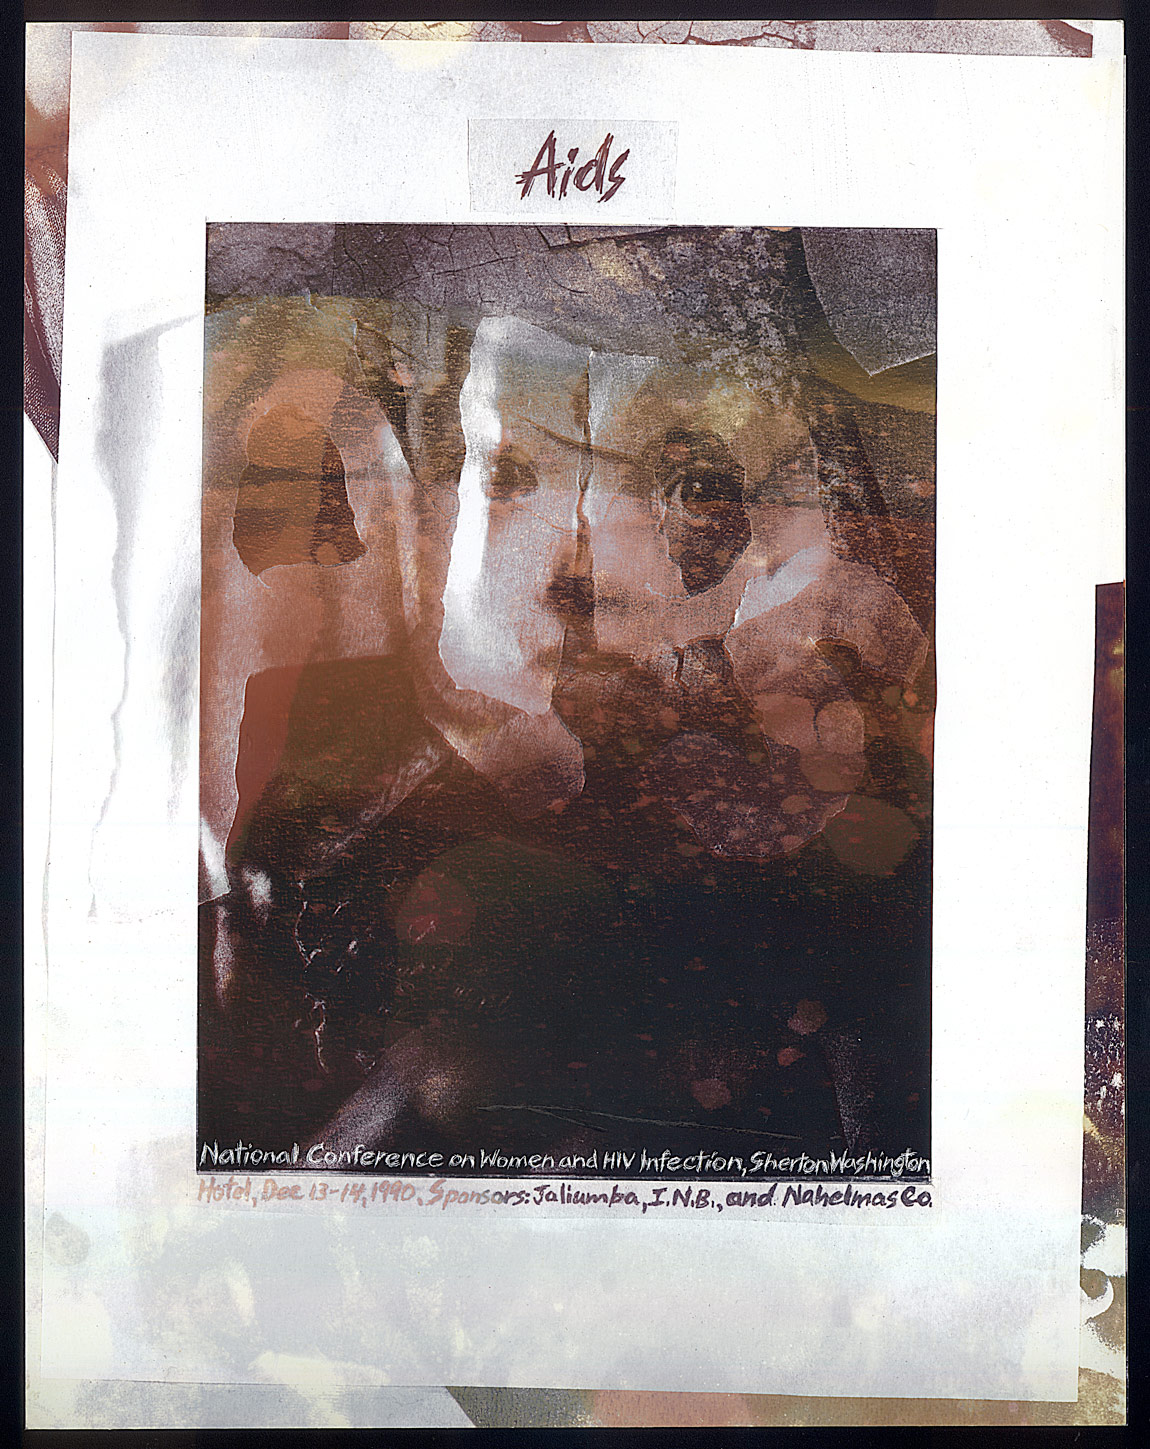 Aids
National Conference on Women and HIV Infection, Sherton Washington
Hotel, Dec 13-14, 1990. Sponsors: Jaliumba, I.N.B., and Nahelmas Co.